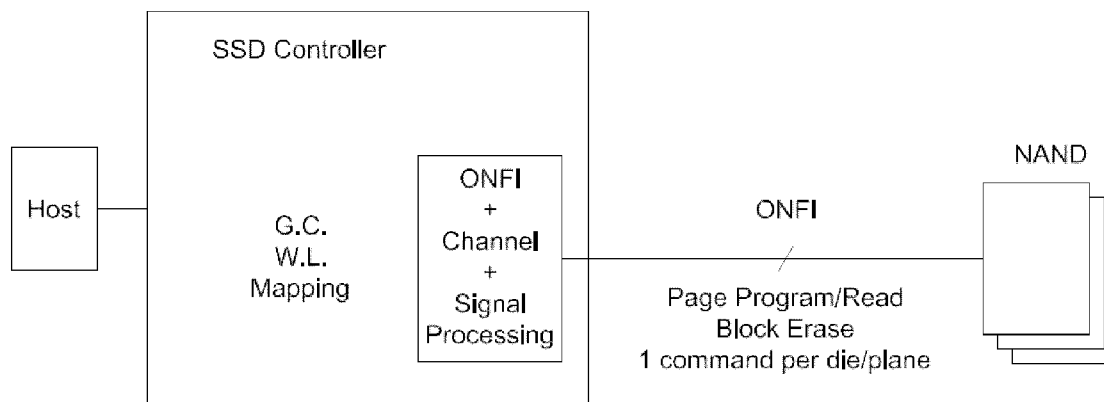 SSD Controller
Host
G.C.
W.L.
Mapping
ONFI
+
Channel
+
Signal
Processing
ONFI
Page Program/Read
Block Erase
1 command per die/plane
NAND